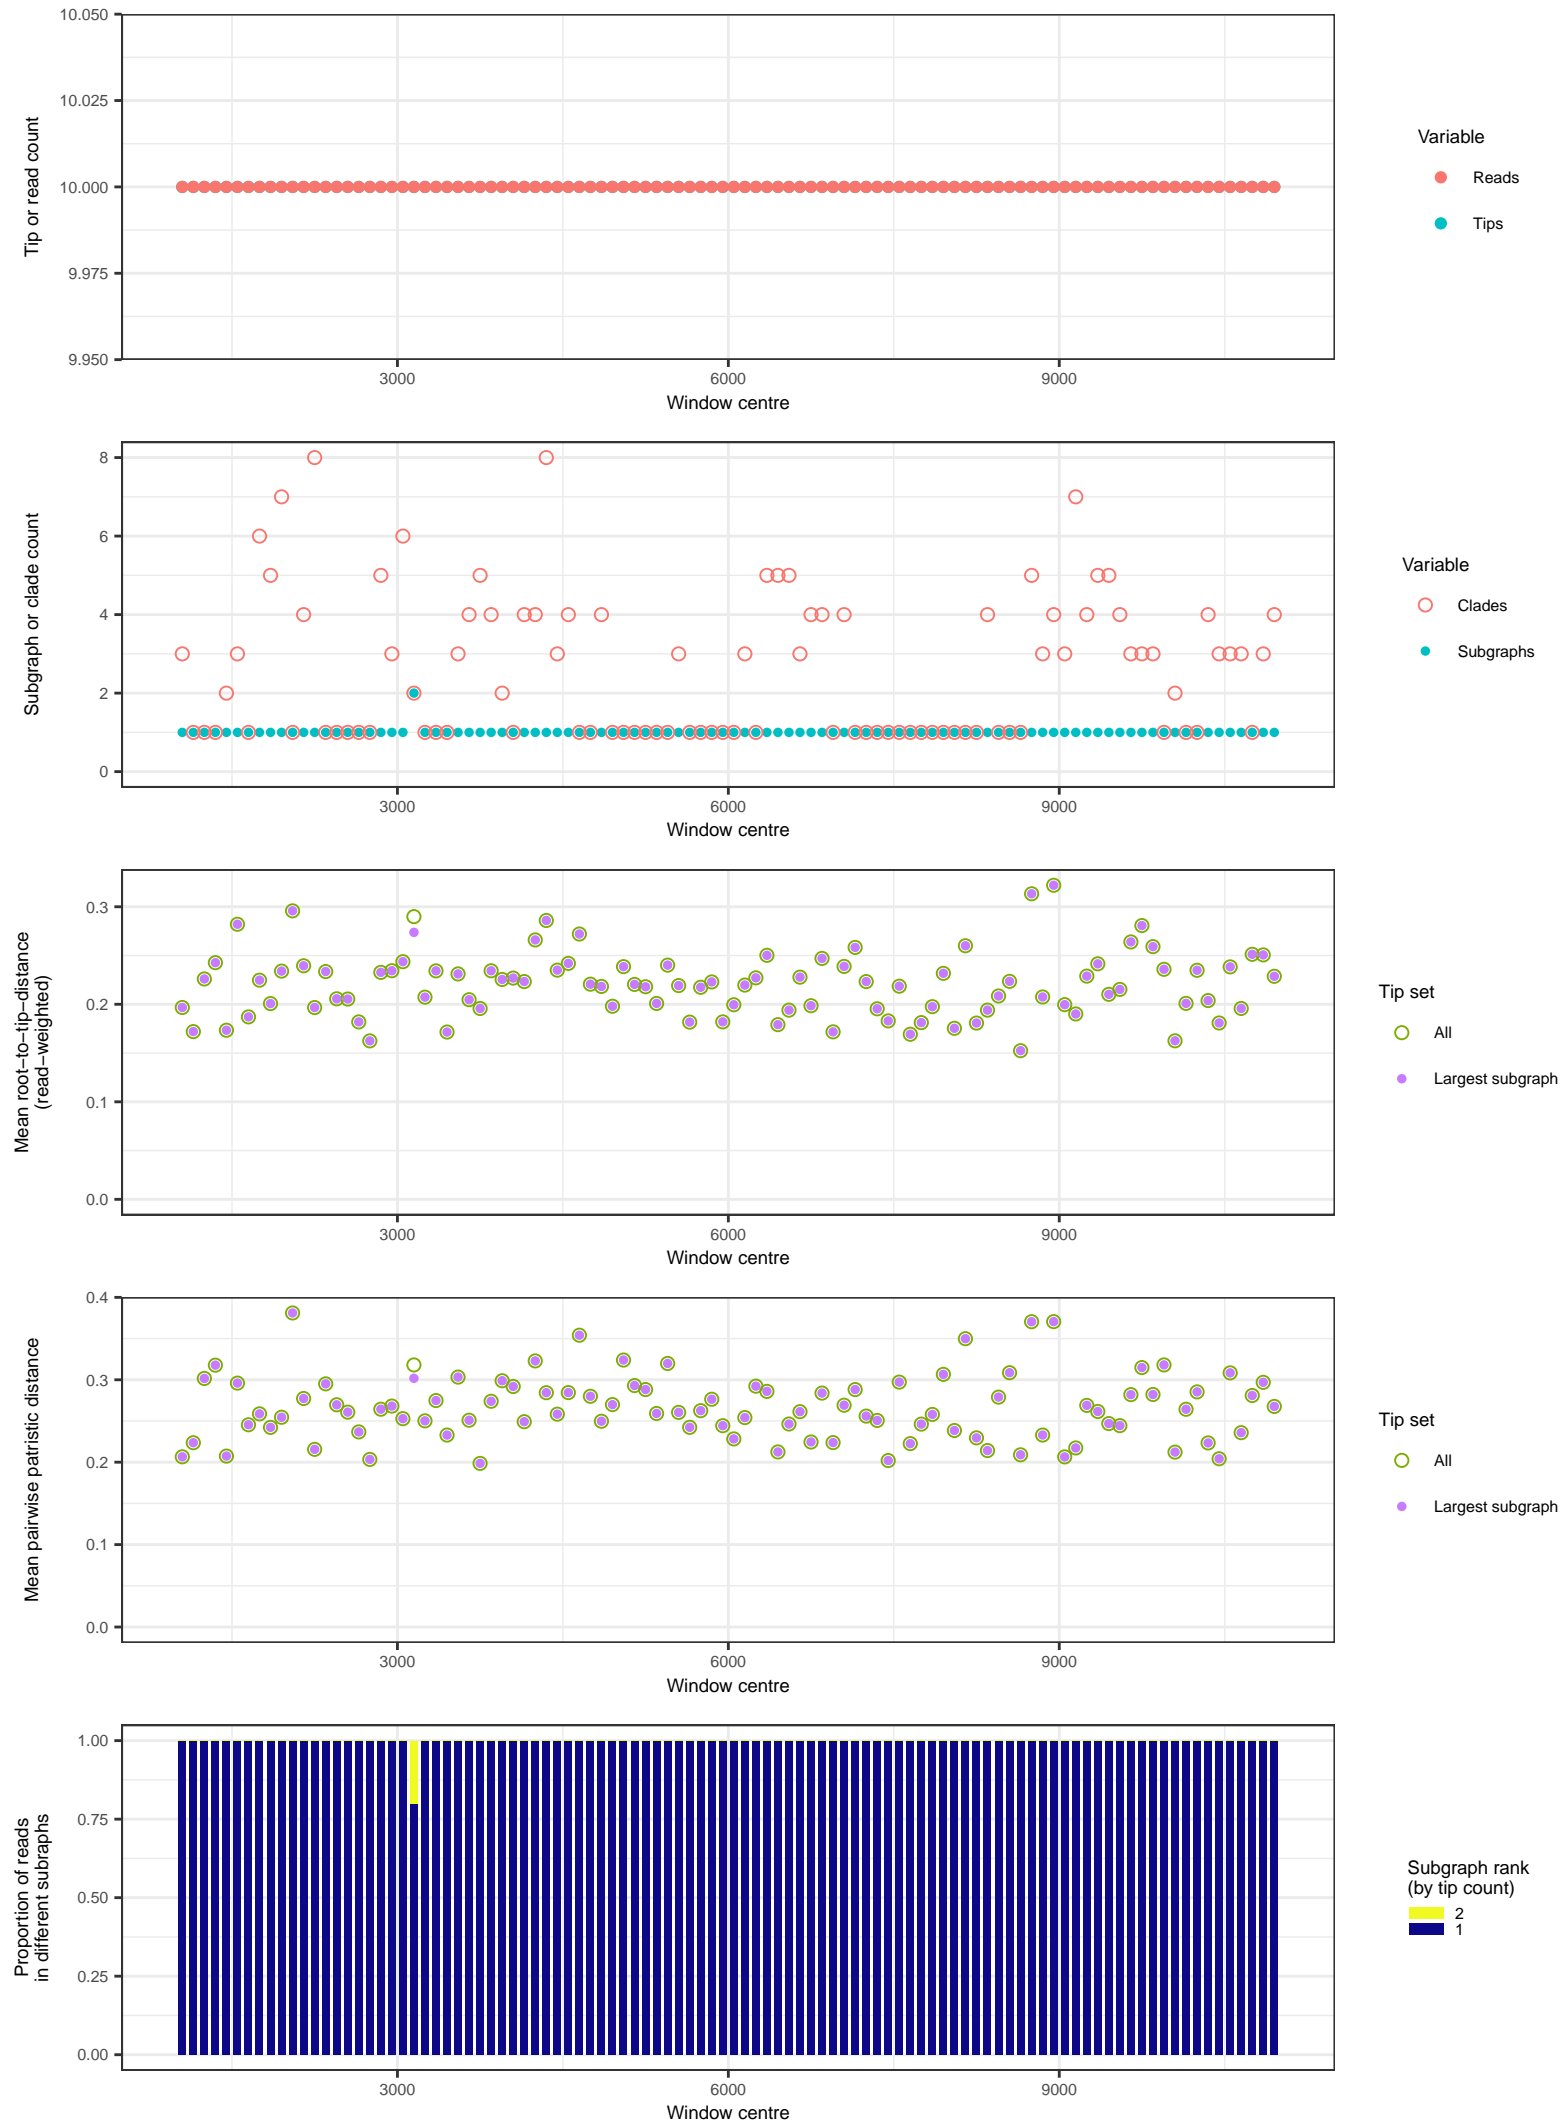 10.050
10.025
10.000
9.975
9.950
Tip or read count
3000 6000 9000
Window centre
Variable
Reads
Tips
8
6
4
2
0
Subgraph or clade count
3000 6000 9000
Window centre
Variable
Clades
Subgraphs
0.3
0.2
0.1
0.0
Mean root−to−tip−distance
(read−weighted)
3000 6000 9000
Window centre
Tip set
All
Largest subgraph
0.4
0.3
0.2
0.1
0.0
Mean pairwise patristic distance
3000 6000 9000
Window centre
Tip set
All
Largest subgraph
1.00
0.75
0.50
0.25
0.00
Proportion of reads
in different subraphs
3000 6000 9000
Window centre
Subgraph rank
(by tip count)
2
1